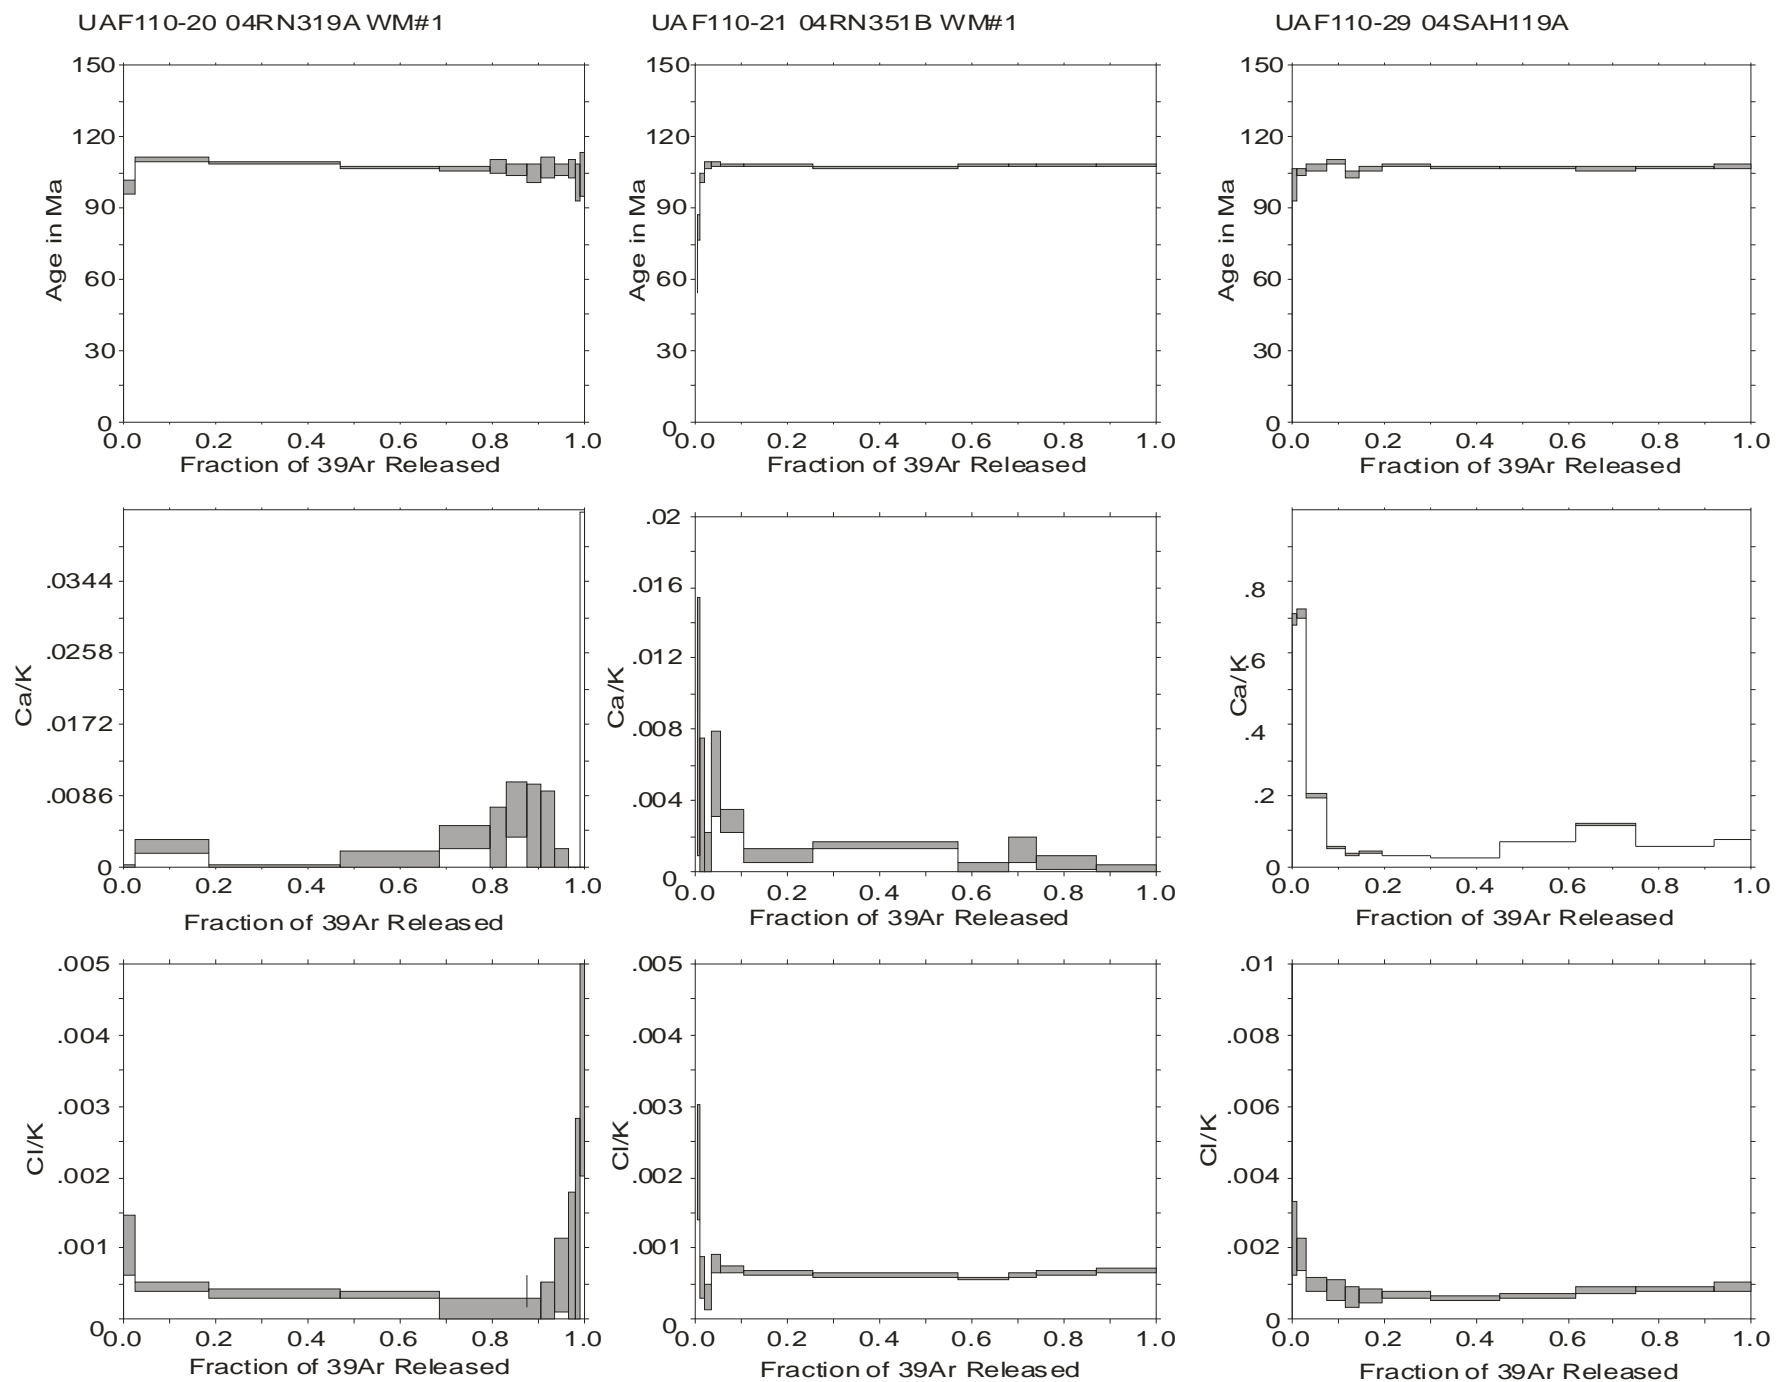 UAF110-20 04RN319A WM#1
150
120
90
60
30
0
Age in Ma
0.0 0.2 0.4 0.6 0.8 1.0
Fraction of 39Ar Released
UAF110-21 04RN351B WM#1
150
120
90
60
30
0
Age in Ma
0.0 0.2 0.4 0.6 0.8 1.0
Fraction of 39Ar Released
UAF110-29 04SAH119A
150
120
90
60
30
0
Age in Ma
0.0 0.2 0.4 0.6 0.8 1.0
Fraction of 39Ar Released
.0344
.0258
.0172
.0086
0
Ca/K
0.0 0.2 0.4 0.6 0.8 1.0
Fraction of 39Ar Released
.02
.016
.012
.008
.004
0
Ca/K
0.0 0.2 0.4 0.6 0.8 1.0
Fraction of 39Ar Released
.8
.6
.4
.2
0
Ca/K
0.0 0.2 0.4 0.6 0.8 1.0
Fraction of 39Ar Released
.005
.004
.003
.002
.001
0
Cl/K
0.0 0.2 0.4 0.6 0.8 1.0
Fraction of 39Ar Released
.005
.004
.003
.002
.001
0
Cl/K
0.0 0.2 0.4 0.6 0.8 1.0
Fraction of 39Ar Released
.01
.008
.006
.004
.002
0
Cl/K
0.0 0.2 0.4 0.6 0.8 1.0
Fraction of 39Ar Released